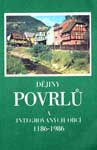 DĚJINY
POVRLŮ
A
INTEGROVANÝCH OBCÍ
1186-1986